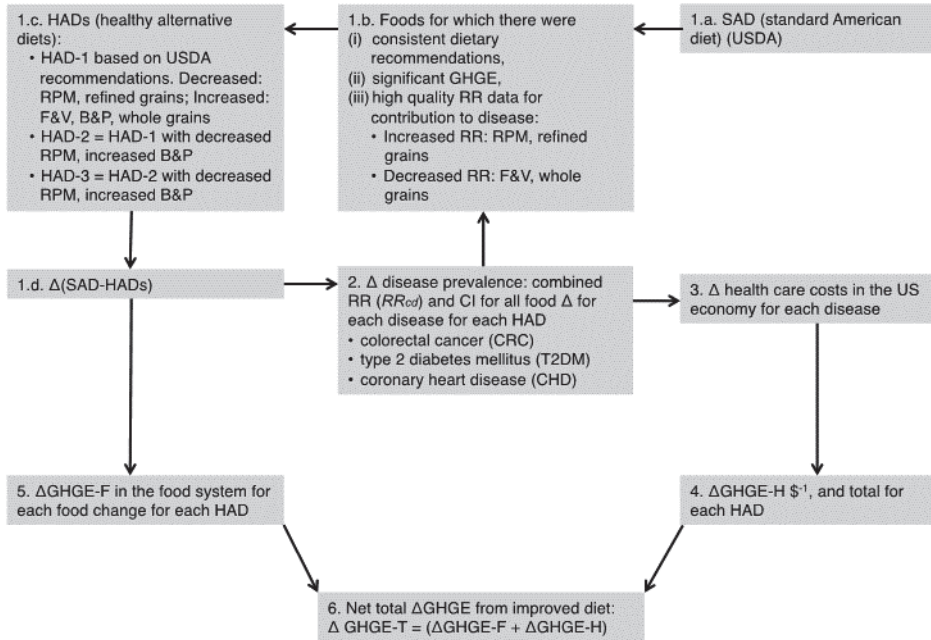 1.c. HADs (healthy alternative
diets):
• HAD-1 based on USDA
recommendations. Decreased:
RPM, refined grains; Increased:
F&V, B&P, whole grains
• HAD-2 = HAD-1 with decreased
RPM, increased B&P
• HAD-3 = HAD-2 with decreased
RPM, increased B&P
1.b. Foods for which there were
(i) consistent dietary
recommendations,
(ii) significant GHGE,
(iii) high quality RR data for
contribution to disease:
• Increased RR: RPM, refined
grains
• Decreased RR: F&V, whole
grains
1.a. SAD (standard American
diet) (USDA)
1.d. Δ(SAD-HADs)
2. Δ disease prevalence: combined
RR (RRcd) and CI for all food Δ for
each disease for each HAD
• colorectal cancer (CRC)
• type 2 diabetes mellitus (T2DM)
• coronary heart disease (CHD)
3. Δ health care costs in the US
economy for each disease
5. ΔGHGE-F in the food system for
each food change for each HAD
4. ΔGHGE-H $⁻¹, and total for
each HAD
6. Net total ΔGHGE from improved diet:
Δ GHGE-T = (ΔGHGE-F + ΔGHGE-H)